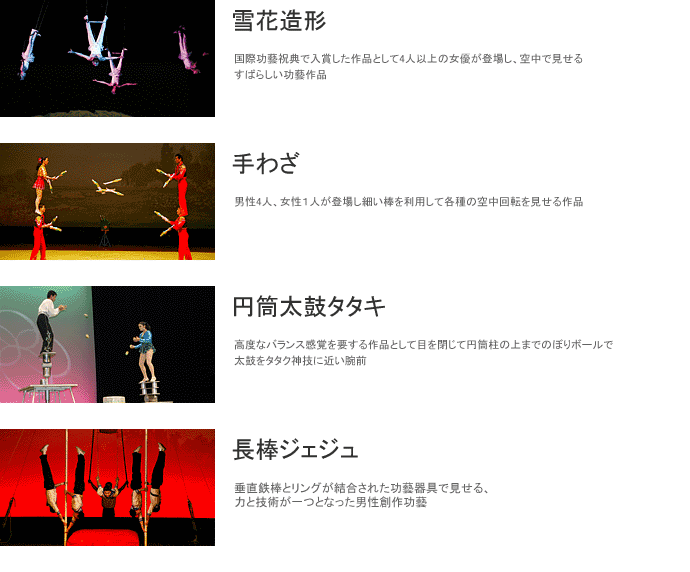 雪花造形
国際功藝祝典で入賞した作品として4人以上の女優が登場し、空中で見せる
すばらしい功藝作品
手わざ
男性4人、女性１人が登場し細い棒を利用して各種の空中回転を見せる作品
円筒太鼓タタキ
高度なバランス感覚を要する作品として目を閉じて円筒柱の上までのぼりボールで
太鼓をタタク神技に近い腕前
長棒ジェジュ
垂直鉄棒とリングが結合された功藝器具で見せる、
力と技術が一つとなった男性創作功藝